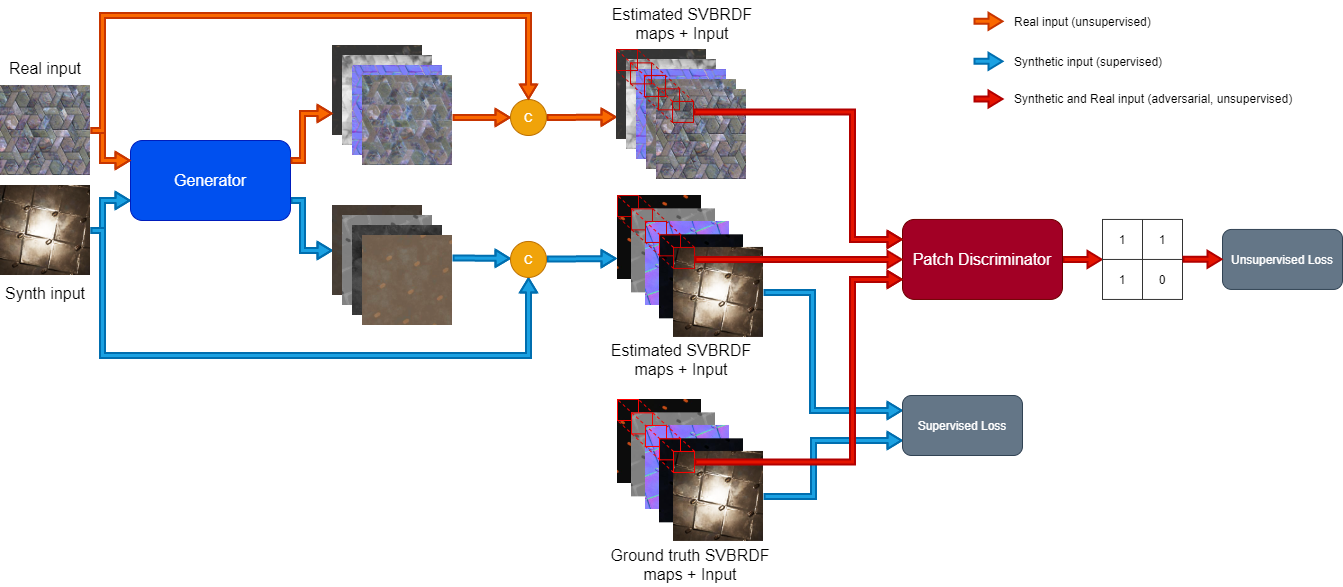 Estimated SVBRDF
maps + Input
Real input (unsupervised)
Synthetic input (supervised)
Synthetic and Real input (adversarial, unsupervised)
Real input
C
Generator
C
Synth input
Patch Discriminator
1 1
1 0
Unsupervised Loss
Estimated SVBRDF
maps + Input
Supervised Loss
Ground truth SVBRDF
maps + Input